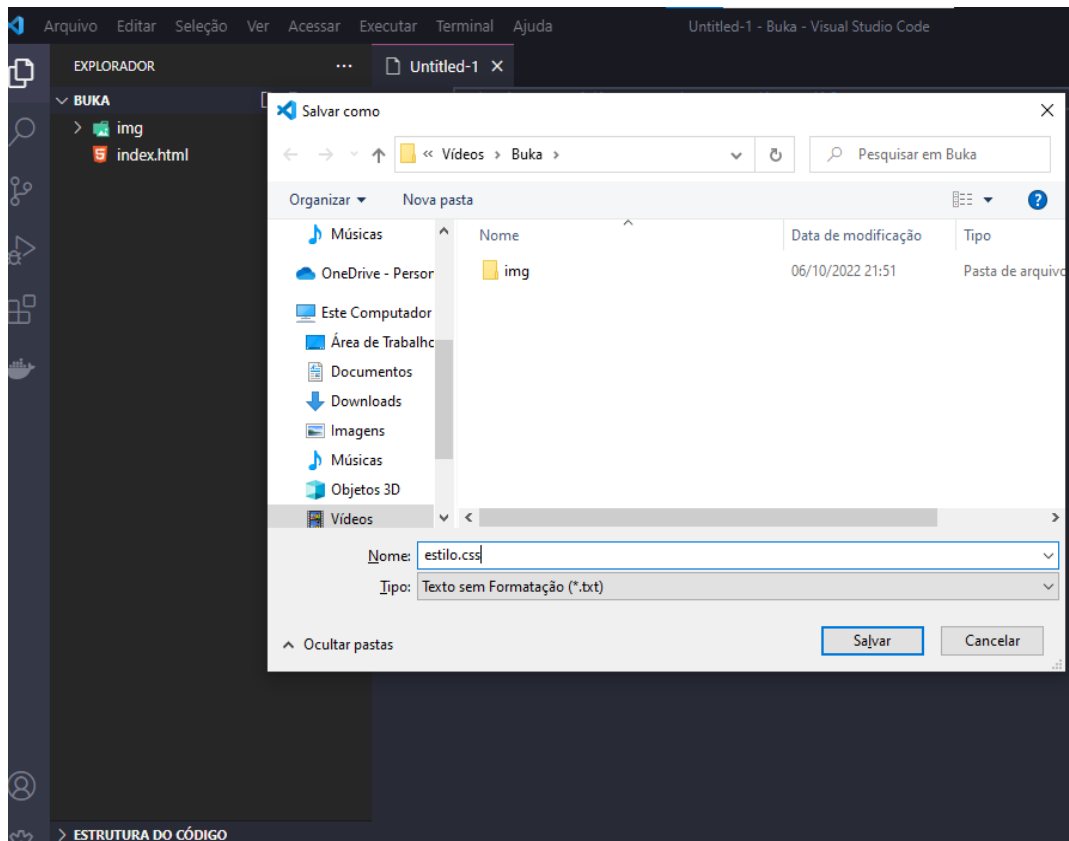 Arquivo Editar Seleção Ver Acessar Executar Terminal Ajuda Untitled-1 - Buka - Visual Studio Code
EXPLORADOR ... Untitled-1
BUKA
img
index.html
Salvar como
« Vídeos › Buka ›
Pesquisar em Buka
Organizar Nova pasta
Músicas
OneDrive - Person
Este Computador
Área de Trabalho
Documentos
Downloads
Imagens
Músicas
Objetos 3D
Vídeos
Nome Data de modificação Tipo
img 06/10/2022 21:51 Pasta de arquivo
Nome: estilo.css
Tipo: Texto sem Formatação (*.txt)
Ocultar pastas
Salvar Cancelar
ESTRUTURA DO CÓDIGO